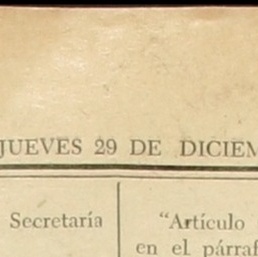 JUEVES 29 DE DICIEM
Secretaría
"Artículo
en el párraf